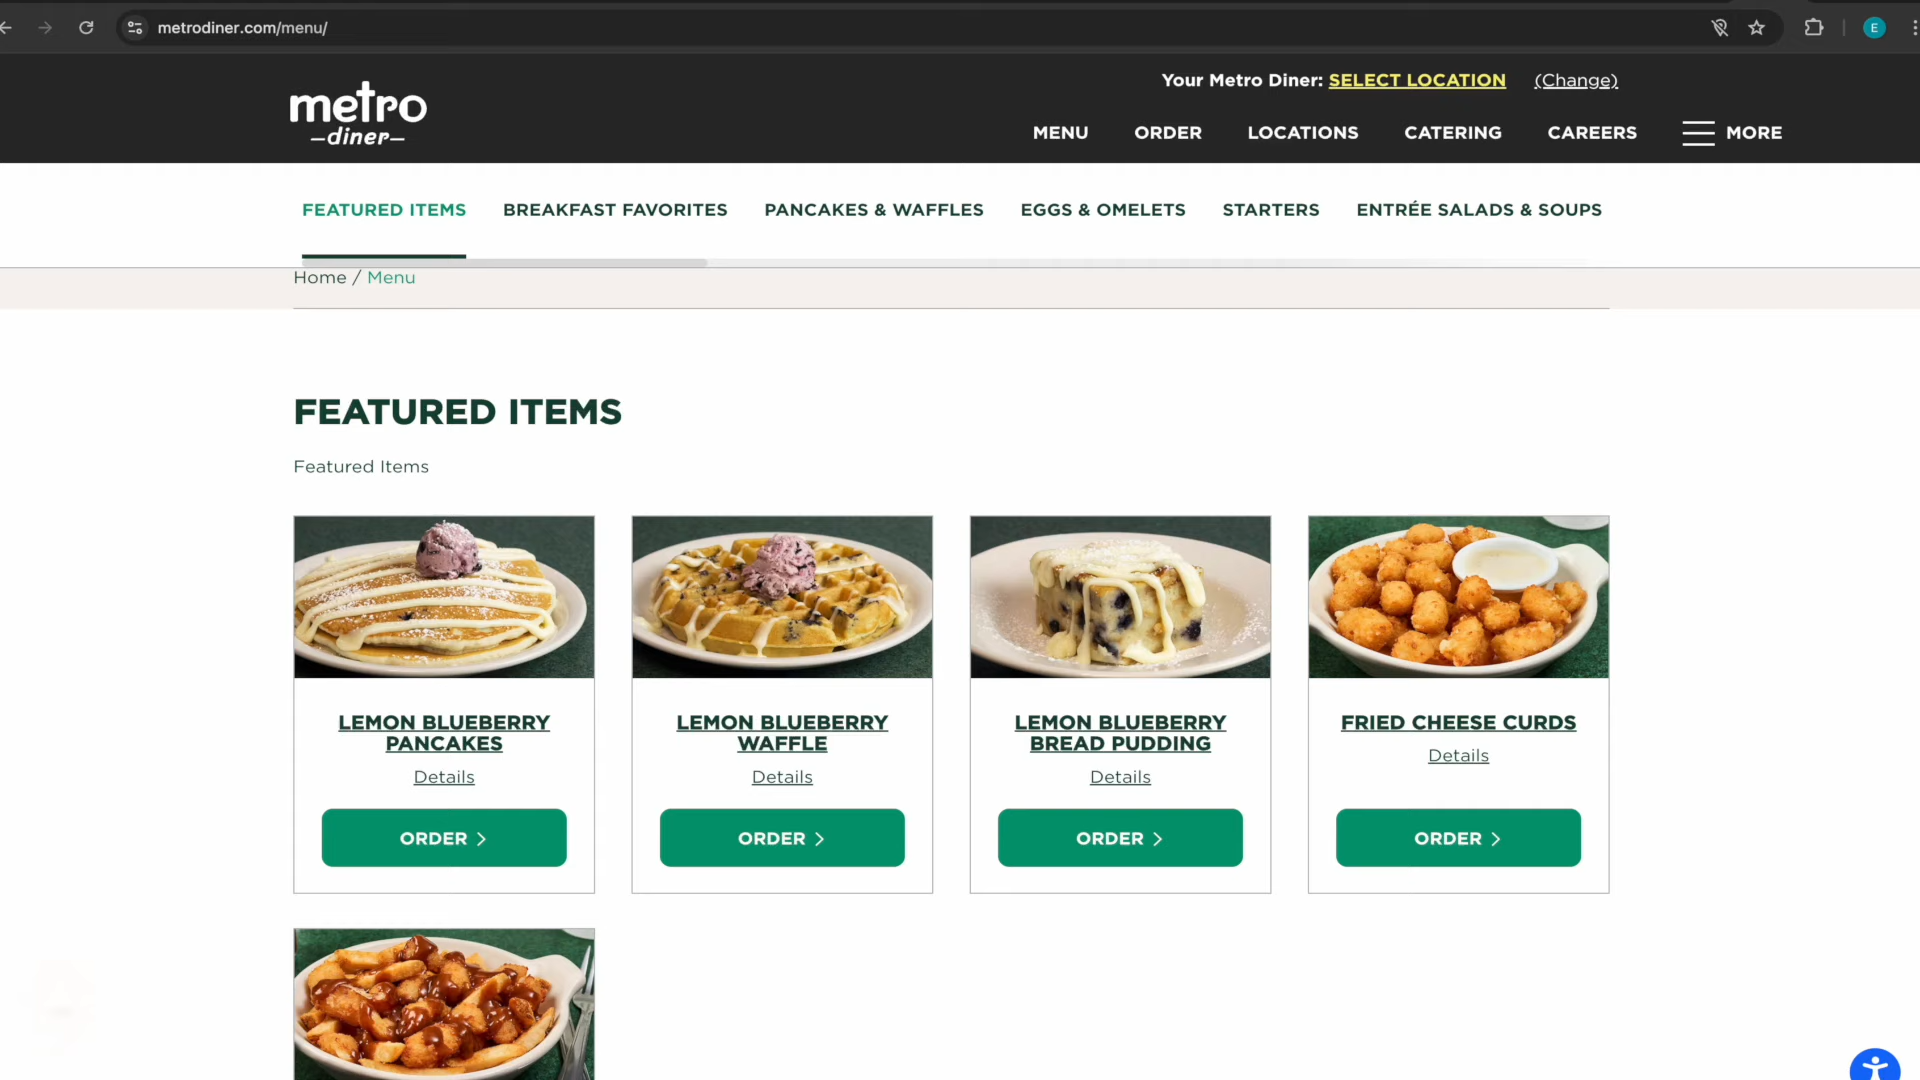 metrodiner.com/menu/
E
metro
diner
Your Metro Diner: SELECT LOCATION (Change)
MENU ORDER LOCATIONS CATERING CAREERS MORE
FEATURED ITEMS BREAKFAST FAVORITES PANCAKES & WAFFLES EGGS & OMELETS STARTERS ENTRÉE SALADS & SOUPS
Home / Menu
FEATURED ITEMS
Featured Items
LEMON BLUEBERRY
PANCAKES
Details
ORDER
LEMON BLUEBERRY
WAFFLE
Details
ORDER
LEMON BLUEBERRY
BREAD PUDDING
Details
ORDER
FRIED CHEESE CURDS
Details
ORDER